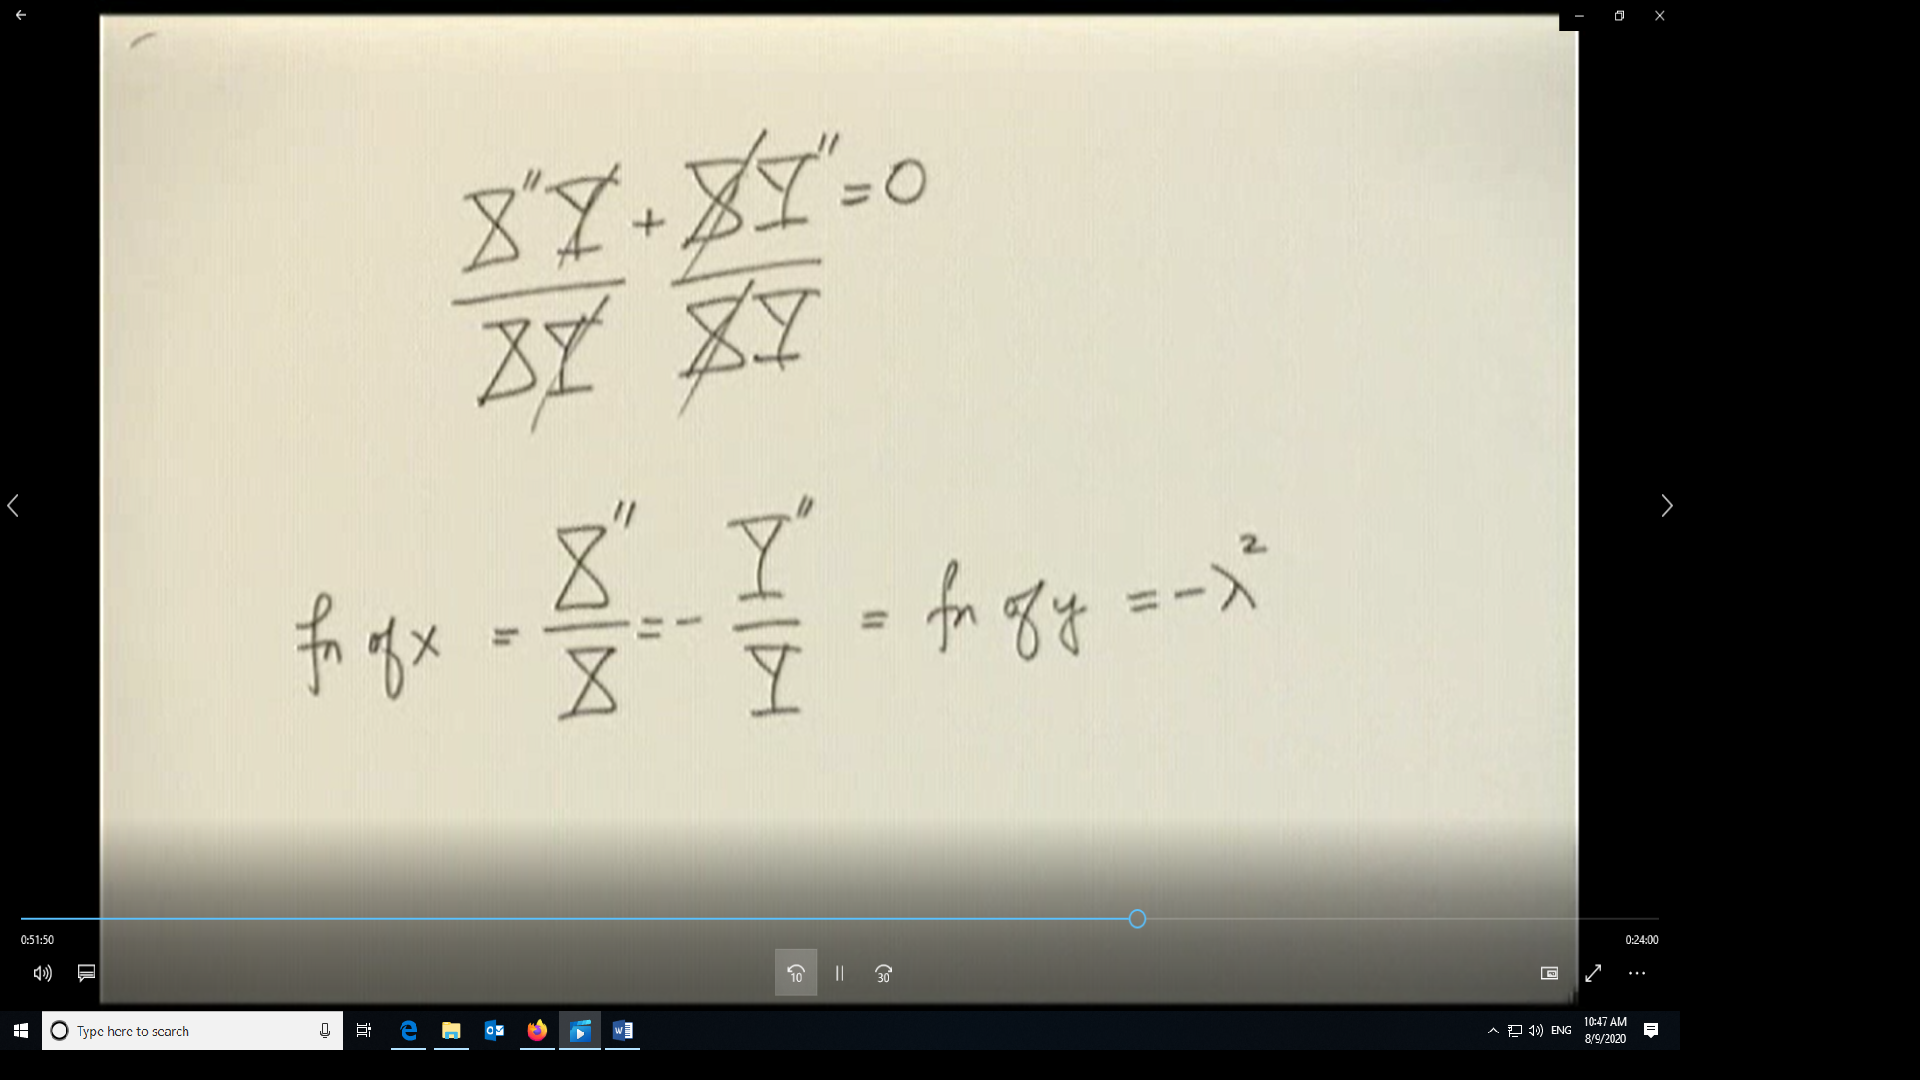 X''Y/XY + XY''/XY = 0
fn of x = X''/X = - Y''/Y = fn of y = -λ²
0:51:50
0:24:00
10
30
Type here to search
ENG
10:47 AM
8/9/2020